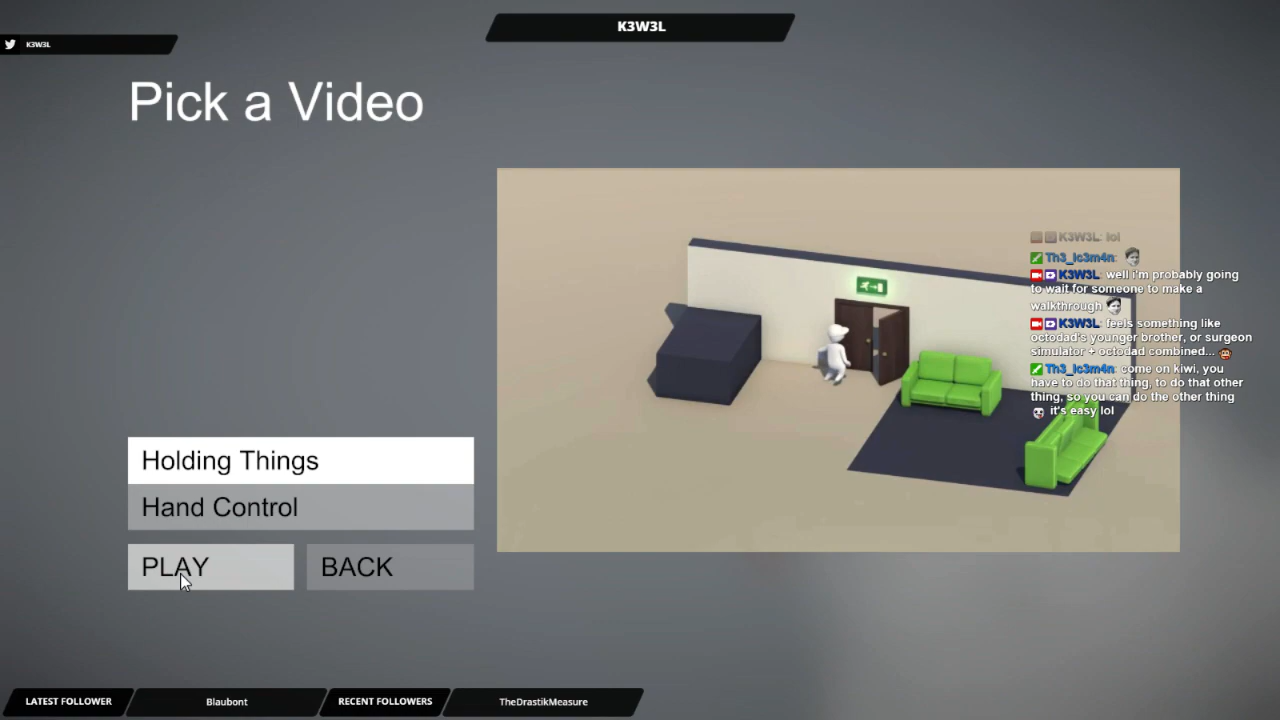 K3W3L
K3W3L
Pick a Video
K3W3L: lol
Th3_Ic3m4n:
K3W3L: well i'm probably going
to wait for someone to make a
walkthrough
K3W3L: feels something like
octodad's younger brother, or surgeon
simulator + octodad combined...
Th3_Ic3m4n: come on kiwi, you
have to do that thing, to do that other
thing, so you can do the other thing
it's easy lol
Holding Things
Hand Control
PLAY
BACK
LATEST FOLLOWER
Blaubont
RECENT FOLLOWERS
TheDrastikMeasure